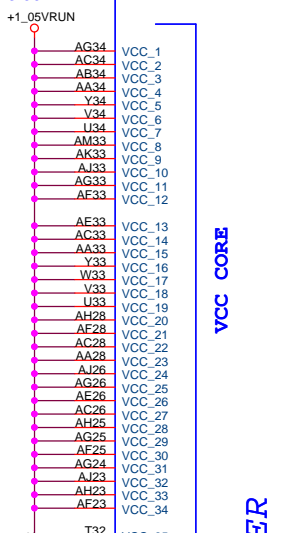 +1_05VRUN
AG34 VCC_1
AC34 VCC_2
AB34 VCC_3
AA34 VCC_4
Y34 VCC_5
V34 VCC_6
U34 VCC_7
AM33 VCC_8
AK33 VCC_9
AJ33 VCC_10
AG33 VCC_11
AF33 VCC_12
AE33 VCC_13
AC33 VCC_14
AA33 VCC_15
Y33 VCC_16
W33 VCC_17
V33 VCC_18
U33 VCC_19
AH28 VCC_20
AF28 VCC_21
AC28 VCC_22
AA28 VCC_23
AJ26 VCC_24
AG26 VCC_25
AE26 VCC_26
AC26 VCC_27
AH25 VCC_28
AG25 VCC_29
AF25 VCC_30
AG24 VCC_31
AJ23 VCC_32
AH23 VCC_33
AF23 VCC_34
T32
VCC CORE